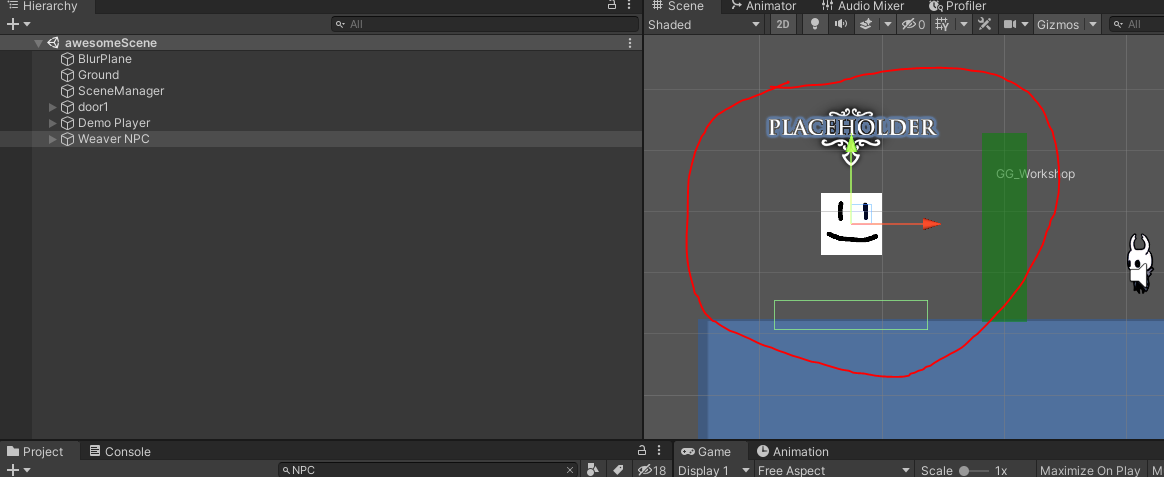 Hierarchy
All
awesomeScene
BlurPlane
Ground
SceneManager
door1
Demo Player
Weaver NPC
Scene Animator Audio Mixer Profiler
Shaded 2D 0 Gizmos All
PLACEHOLDER
GG_Workshop
Project Console
NPC 18
Game Animation
Display 1 Free Aspect Scale 1x Maximize On Play M